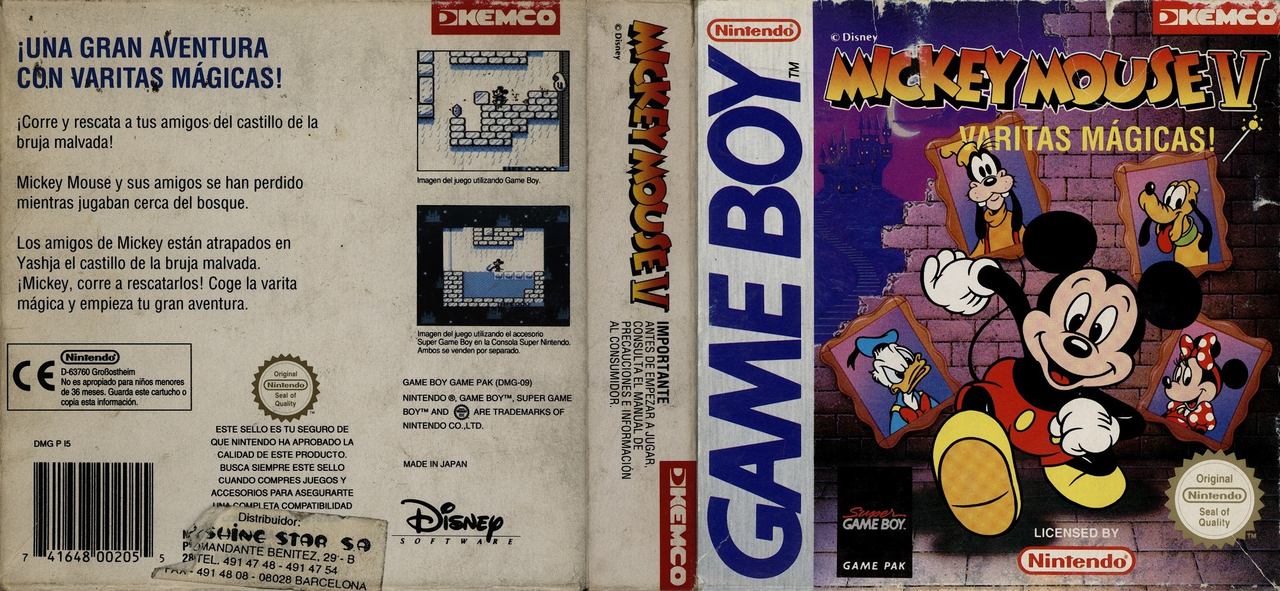 ¡UNA GRAN AVENTURA
CON VARITAS MÁGICAS!
¡Corre y rescata a tus amigos del castillo de la
bruja malvada!
Mickey Mouse y sus amigos se han perdido
mientras jugaban cerca del bosque.
Los amigos de Mickey están atrapados en
Yashja el castillo de la bruja malvada.
¡Mickey, corre a rescatarlos! Coge la varita
mágica y empieza tu gran aventura.
KEMCO
Imagen del juego utilizando Game Boy.
Imagen del juego utilizando el accesorio
Super Game Boy en la Consola Super Nintendo.
Ambos se venden por separado.
CE
Nintendo
D-63760 Großostheim
No es apropiado para niños menores
de 36 meses. Guarda este cartucho o
copia esta información.
Original
Nintendo
Seal of
Quality
TM
ESTE SELLO ES TU SEGURO DE
QUE NINTENDO HA APROBADO LA
CALIDAD DE ESTE PRODUCTO.
BUSCA SIEMPRE ESTE SELLO
CUANDO COMPRES JUEGOS Y
ACCESORIOS PARA ASEGURARTE
UNA COMPLETA COMPATIBILIDAD
DMG P I5
7 41648 00205 5
Distribuidor:
SHINE STAR SA
MANDANTE BENITEZ, 29 - B
TEL. 491 47 48 - 491 47 54
FAX - 491 48 08 - 08028 BARCELONA
GAME BOY GAME PAK (DMG-09)
NINTENDO ®, GAME BOY™, SUPER GAME
BOY™ AND ARE TRADEMARKS OF
NINTENDO CO.,LTD.
MADE IN JAPAN
Disney
SOFTWARE
© Disney
MICKEY MOUSE V
IMPORTANTE
ANTES DE EMPEZAR A JUGAR,
CONSULTA EL MANUAL DE
PRECAUCIONES E INFORMACIÓN
AL CONSUMIDOR.
KEMCO
Nintendo
GAME BOY
TM
KEMCO
© Disney
MICKEY MOUSE V
VARITAS MÁGICAS!
Super
GAME BOY
GAME PAK
LICENSED BY
Nintendo
Original
Nintendo
Seal of
Quality
TM